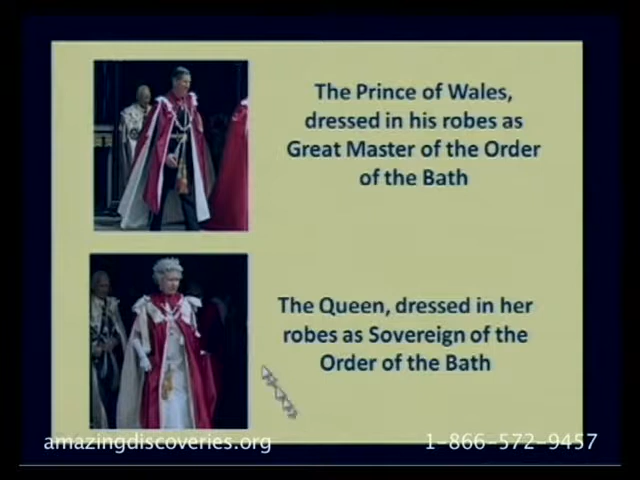 The Prince of Wales,
dressed in his robes as
Great Master of the Order
of the Bath
The Queen, dressed in her
robes as Sovereign of the
Order of the Bath
amazingdiscoveries.org
1-866-572-9457